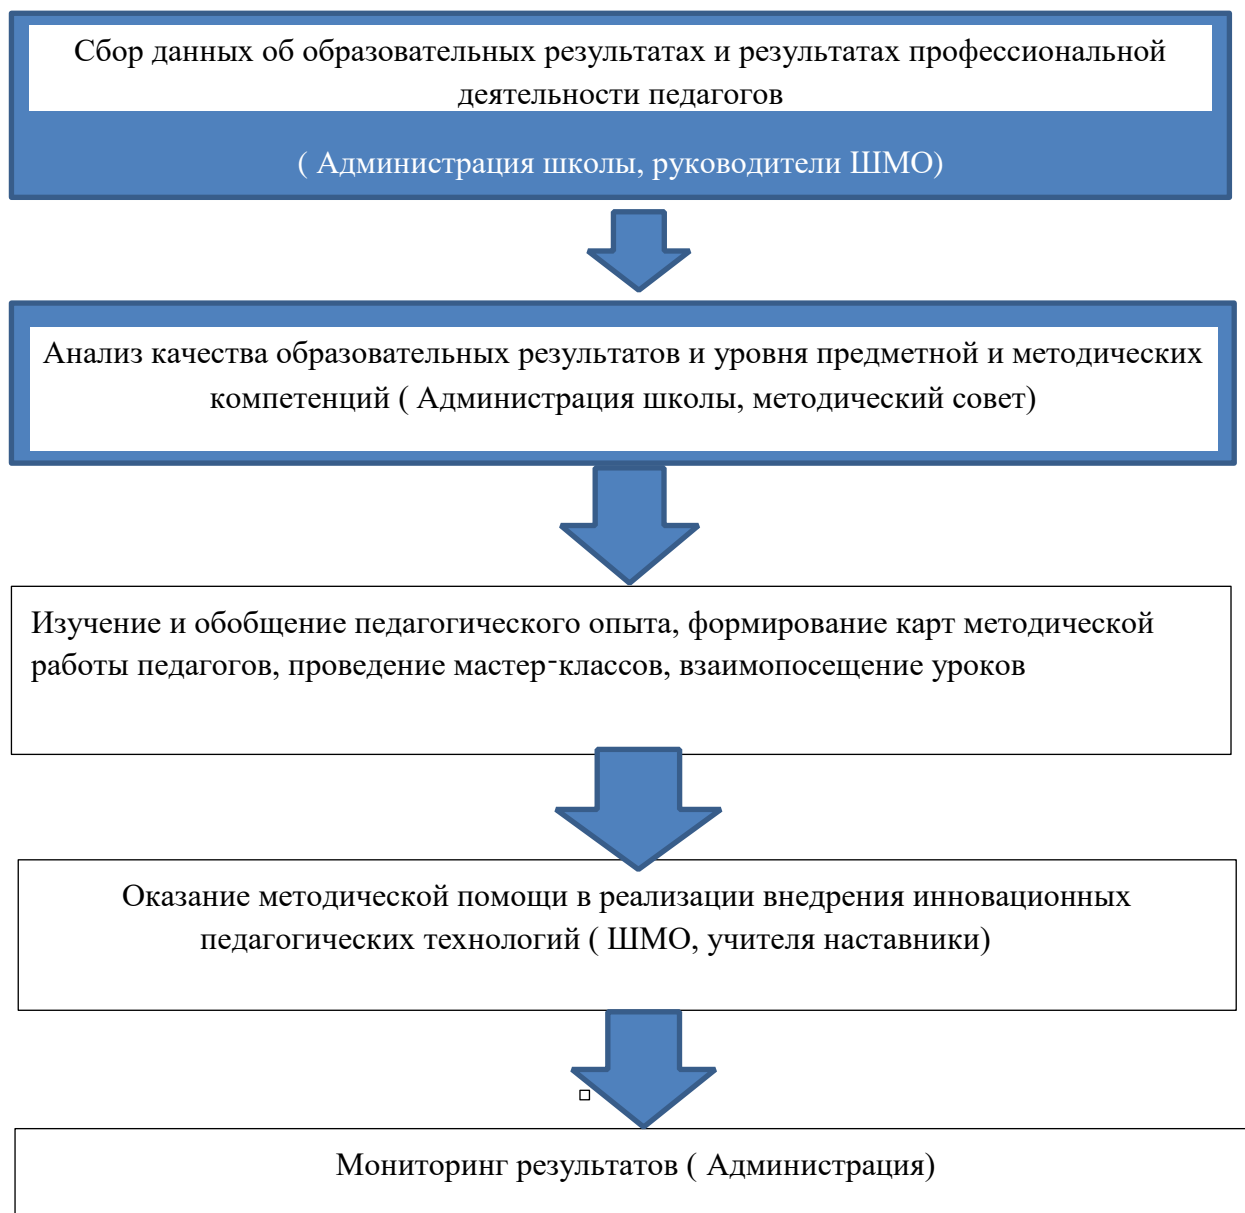 Сбор данных об образовательных результатах и результатах профессиональной
деятельности педагогов
( Администрация школы, руководители ШМО)
Анализ качества образовательных результатов и уровня предметной и методических
компетенций ( Администрация школы, методический совет)
Изучение и обобщение педагогического опыта, формирование карт методической
работы педагогов, проведение мастер-классов, взаимопосещение уроков
Оказание методической помощи в реализации внедрения инновационных
педагогических технологий ( ШМО, учителя наставники)
Мониторинг результатов ( Администрация)